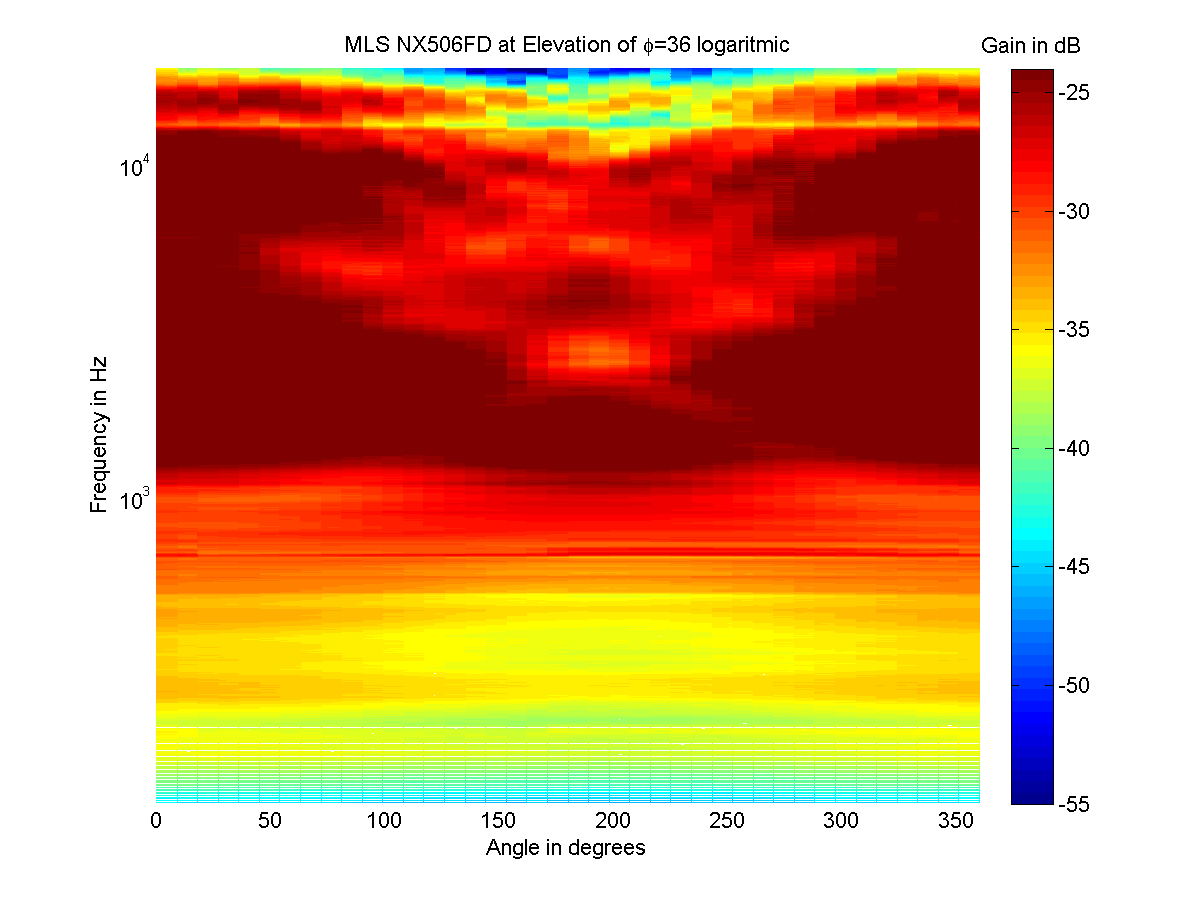 MLS NX506FD at Elevation of ϕ=36 logaritmic
Gain in dB
Frequency in Hz
10⁴
10³
0 50 100 150 200 250 300 350
Angle in degrees
-25
-30
-35
-40
-45
-50
-55